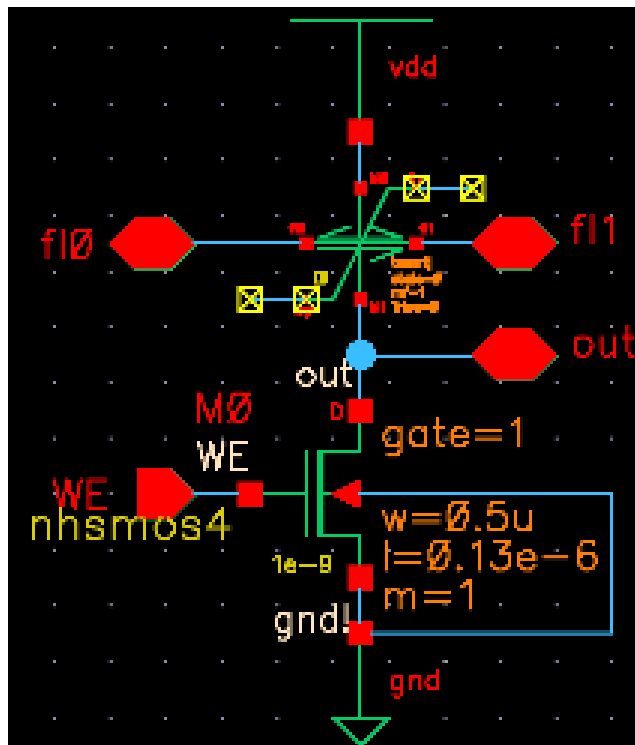 vdd
fl0
fl1
out
out
M0
D
gate=1
WE
WE
nhsmos4
w=0.5u
l=0.13e-6
1e-9
m=1
gnd!
gnd